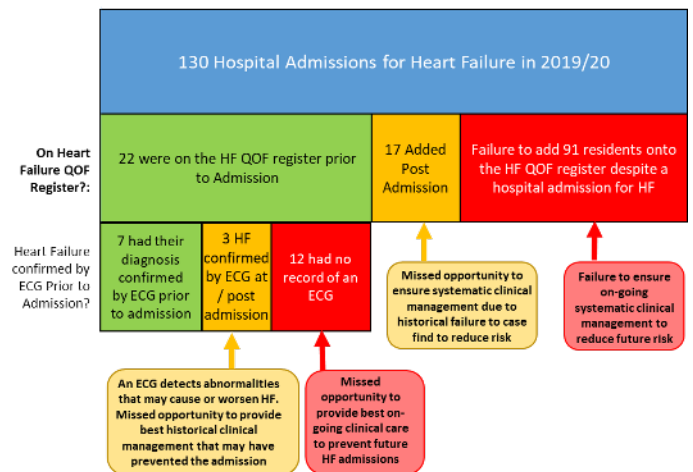 130 Hospital Admissions for Heart Failure in 2019/20
On Heart
Failure QOF
Register?:
22 were on the HF QOF register prior
to Admission
17 Added
Post
Admission
Failure to add 91 residents onto
the HF QOF register despite a
hospital admission for HF
Heart Failure
confirmed by
ECG Prior to
Admission?
7 had their
diagnosis
confirmed
by ECG prior
to admission
3 HF
confirmed
by ECG at
/ post
admission
12 had no
record of an
ECG
Missed opportunity to
ensure systematic clinical
management due to
historical failure to case
find to reduce risk
Failure to ensure
on-going
systematic clinical
management to
reduce future risk
An ECG detects abnormalities
that may cause or worsen HF.
Missed opportunity to provide
best historical clinical
management that may have
prevented the admission
Missed
opportunity to
provide best on-
going clinical care
to prevent future
HF admissions